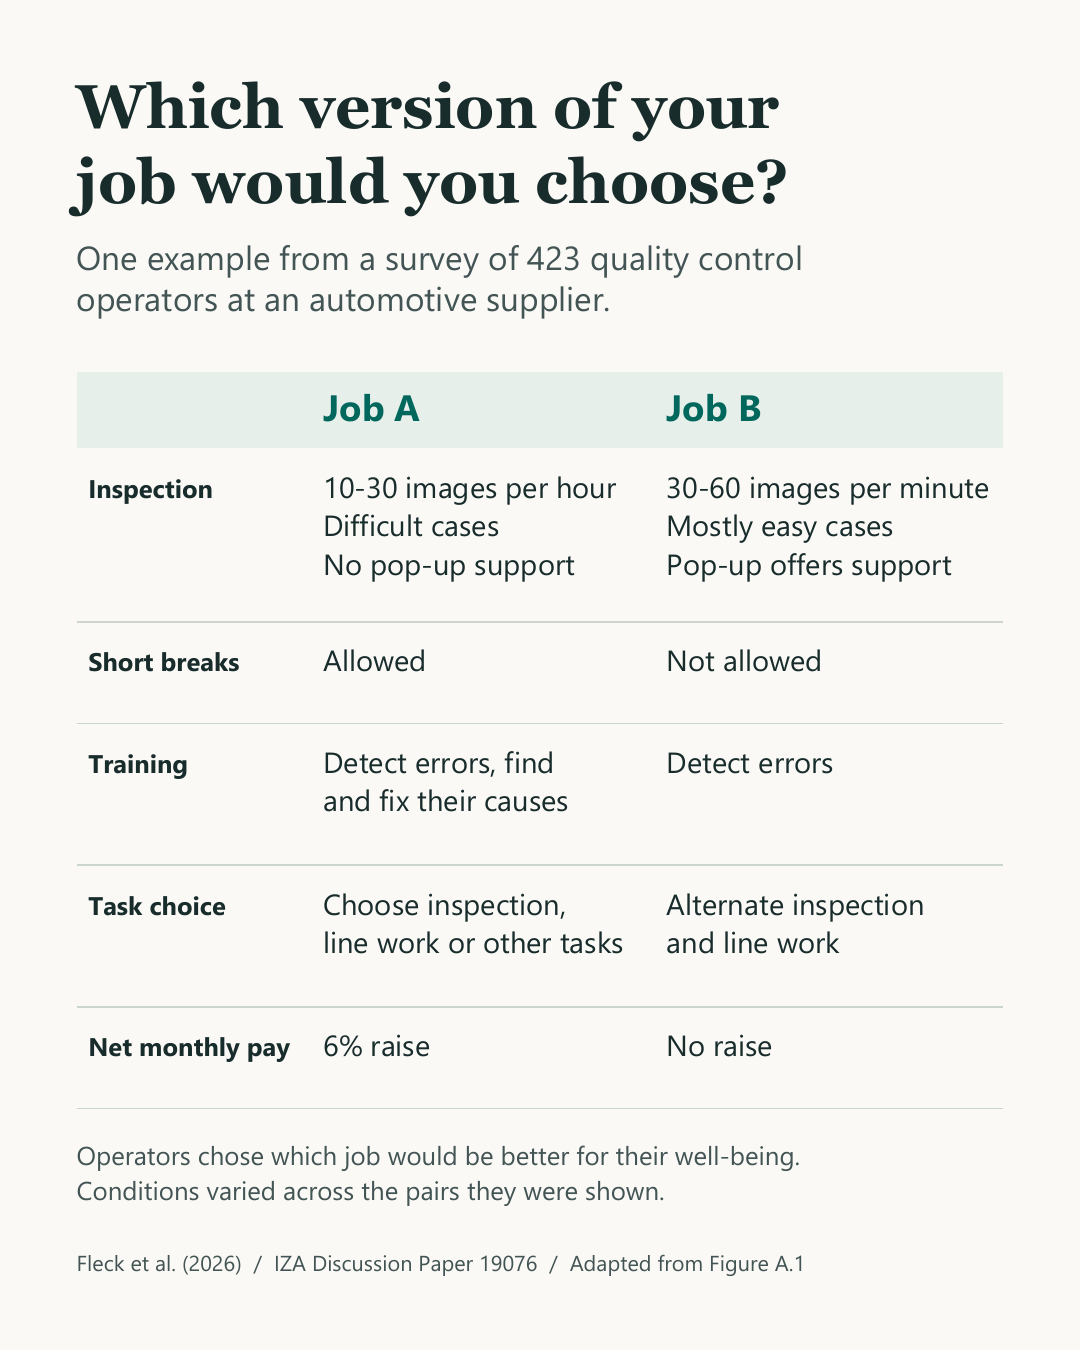 Which version of your
job would you choose?
One example from a survey of 423 quality control
operators at an automotive supplier.
Job A Job B
Inspection 10-30 images per hour 30-60 images per minute
Difficult cases Mostly easy cases
No pop-up support Pop-up offers support
Short breaks Allowed Not allowed
Training Detect errors, find Detect errors
and fix their causes
Task choice Choose inspection, Alternate inspection
line work or other tasks and line work
Net monthly pay 6% raise No raise
Operators chose which job would be better for their well-being.
Conditions varied across the pairs they were shown.
Fleck et al. (2026) / IZA Discussion Paper 19076 / Adapted from Figure A.1